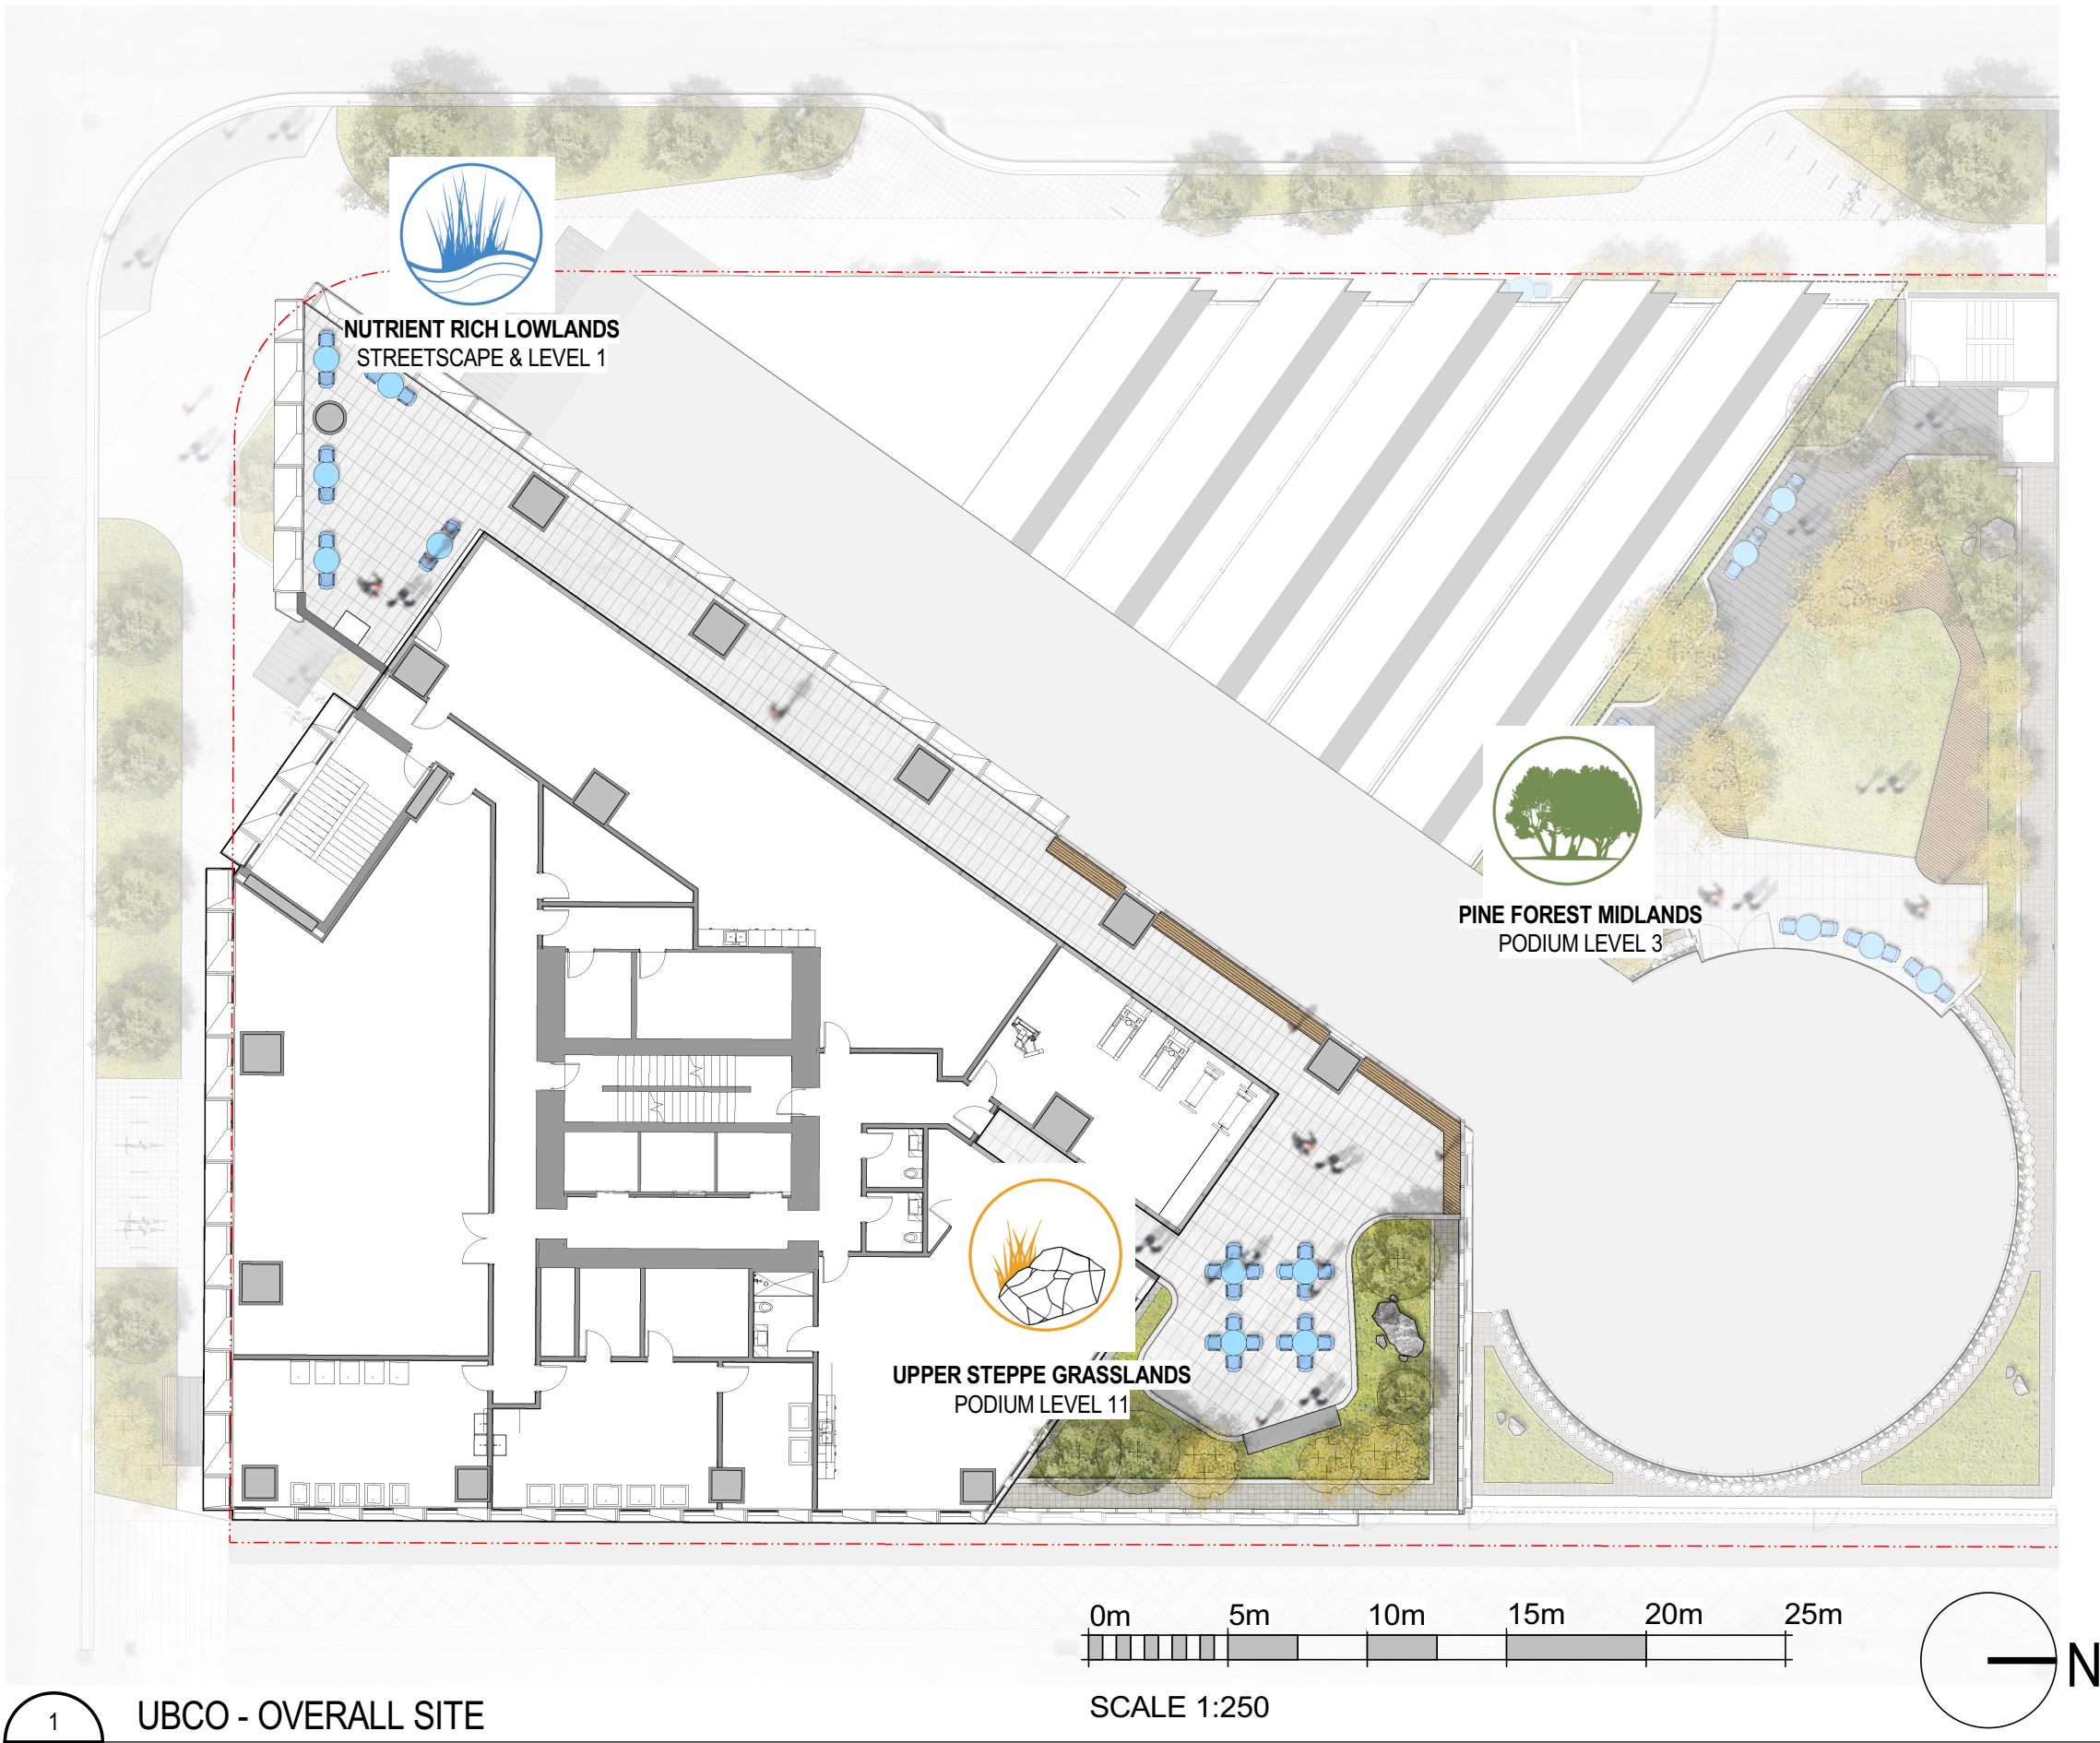 NUTRIENT RICH LOWLANDS
STREETSCAPE & LEVEL 1
PINE FOREST MIDLANDS
PODIUM LEVEL 3
UPPER STEPPE GRASSLANDS
PODIUM LEVEL 11
0m 5m 10m 15m 20m 25m
SCALE 1:250
N
1 UBCO - OVERALL SITE